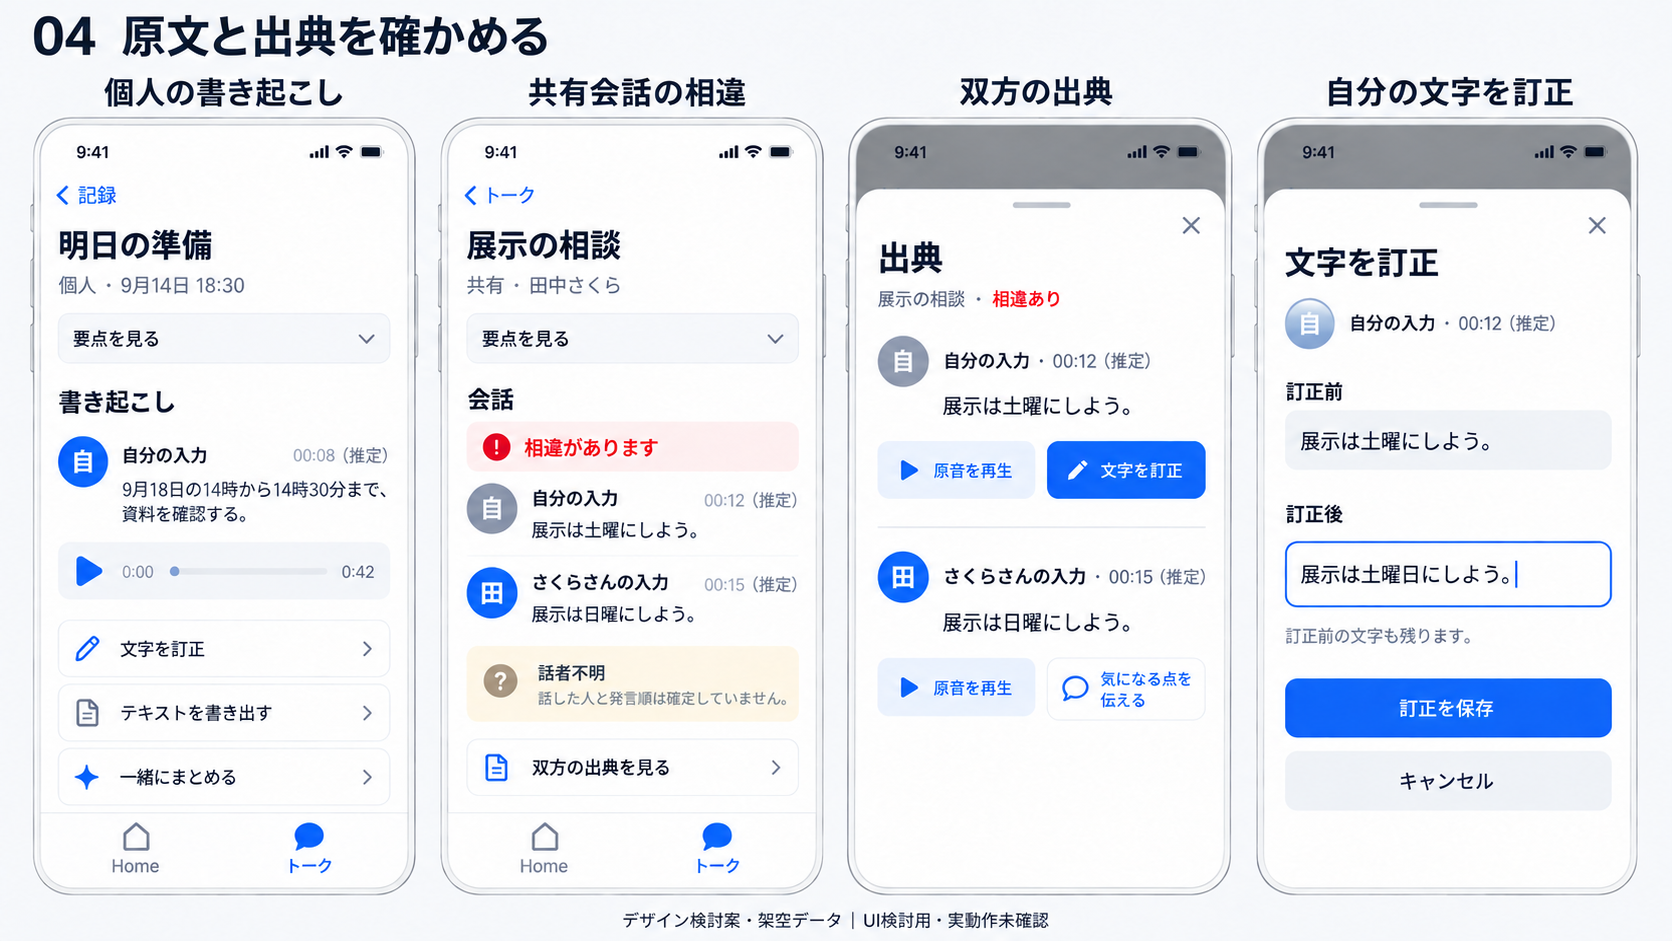 04 原文と出典を確かめる
個人の書き起こし
9:41
記録
明日の準備
個人・9月14日 18:30
要点を見る
書き起こし
自
自分の入力 00:08（推定）
9月18日の14時から14時30分まで、
資料を確認する。
0:00 0:42
文字を訂正
テキストを書き出す
一緒にまとめる
Home トーク
共有会話の相違
9:41
トーク
展示の相談
共有・田中さくら
要点を見る
会話
! 相違があります
自
自分の入力 00:12（推定）
展示は土曜にしよう。
田
さくらさんの入力 00:15（推定）
展示は日曜にしよう。
?
話者不明
話した人と発言順は確定していません。
双方の出典を見る
Home トーク
双方の出典
9:41
出典
展示の相談・相違あり
自
自分の入力・00:12（推定）
展示は土曜にしよう。
原音を再生 文字を訂正
田
さくらさんの入力・00:15（推定）
展示は日曜にしよう。
原音を再生
気になる点を
伝える
自分の文字を訂正
9:41
文字を訂正
自
自分の入力・00:12（推定）
訂正前
展示は土曜にしよう。
訂正後
展示は土曜日にしよう。
訂正前の文字も残ります。
訂正を保存
キャンセル
デザイン検討案・架空データ｜UI検討用・実動作未確認